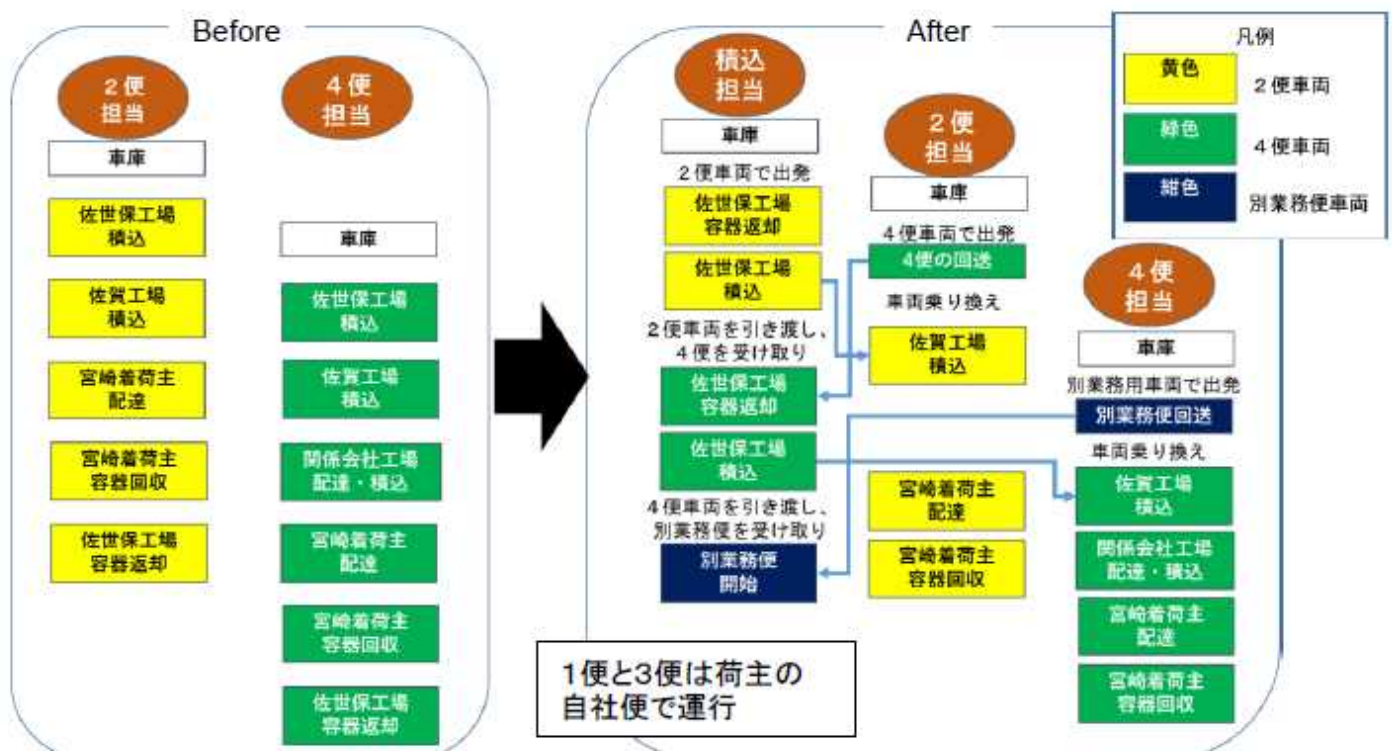 Before
2便
担当
車庫
佐世保工場
積込
佐賀工場
積込
宮崎着荷主
配達
宮崎着荷主
容器回収
佐世保工場
容器返却
4便
担当
車庫
佐世保工場
積込
佐賀工場
積込
関係会社工場
配達・積込
宮崎着荷主
配達
宮崎着荷主
容器回収
佐世保工場
容器返却
After
積込
担当
車庫
2便車両で出発
佐世保工場
容器返却
佐世保工場
積込
2便車両を引き渡し、
4便を受け取り
佐世保工場
容器返却
佐世保工場
積込
4便車両を引き渡し、
別業務便を受け取り
別業務便
開始
2便
担当
車庫
4便車両で出発
4便の回送
車両乗り換え
佐賀工場
積込
宮崎着荷主
配達
宮崎着荷主
容器回収
4便
担当
車庫
別業務用車両で出発
別業務便回送
車両乗り換え
佐賀工場
積込
関係会社工場
配達・積込
宮崎着荷主
配達
宮崎着荷主
容器回収
凡例
黄色
2便車両
緑色
4便車両
紺色
別業務便車両
1便と3便は荷主の
自社便で運行